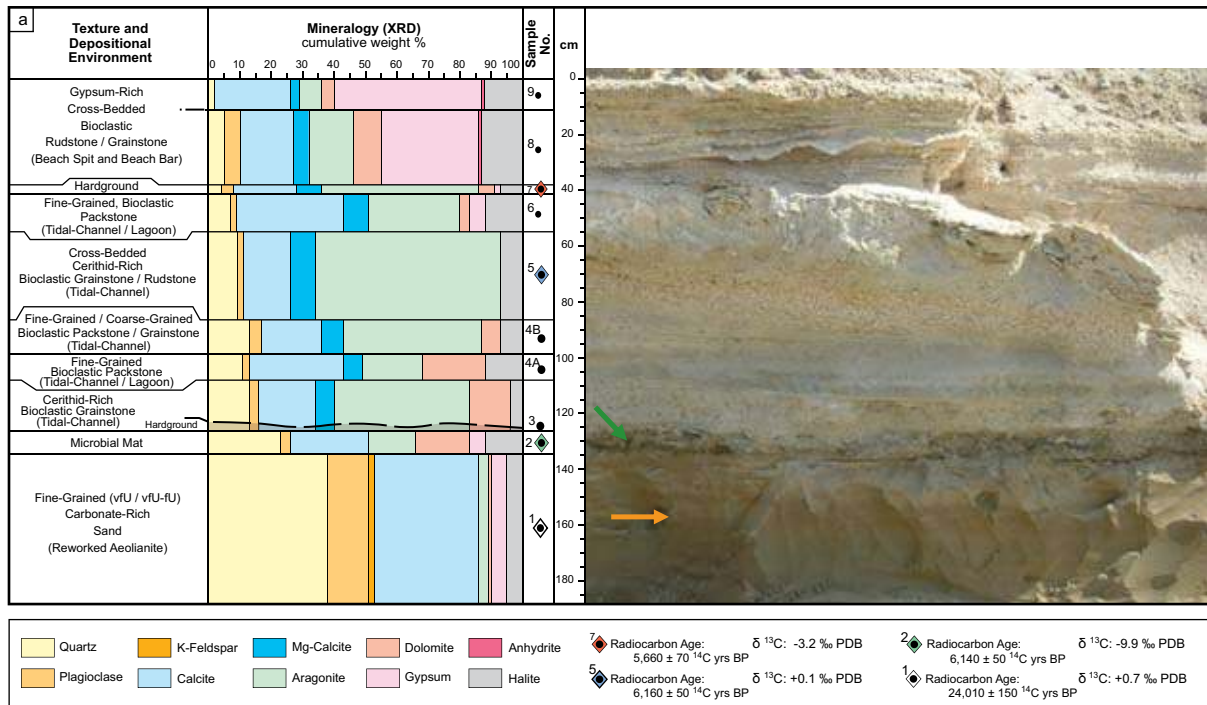 a
Texture and
Depositional
Environment
Mineralogy (XRD)
cumulative weight %
0 10 20 30 40 50 60 70 80 90 100
Sample
No.
cm
Gypsum-Rich
Cross-Bedded
Bioclastic
Rudstone / Grainstone
(Beach Spit and Beach Bar)
Hardground
Fine-Grained, Bioclastic
Packstone
(Tidal-Channel / Lagoon)
Cross-Bedded
Cerithid-Rich
Bioclastic Grainstone / Rudstone
(Tidal-Channel)
Fine-Grained / Coarse-Grained
Bioclastic Packstone / Grainstone
(Tidal-Channel)
Fine-Grained
Bioclastic Packstone
(Tidal-Channel / Lagoon)
Cerithid-Rich
Bioclastic Grainstone
(Tidal-Channel)
Hardground
Microbial Mat
Fine-Grained (vfU / vfU-fU)
Carbonate-Rich
Sand
(Reworked Aeolianite)
9
8
7
6
5
4B
4A
3
2
1
0
20
40
60
80
100
120
140
160
180
Quartz
K-Feldspar
Mg-Calcite
Dolomite
Anhydrite
Plagioclase
Calcite
Aragonite
Gypsum
Halite
7 Radiocarbon Age: δ ¹³C: -3.2 ‰ PDB
5,660 ± 70 ¹⁴C yrs BP
5 Radiocarbon Age: δ ¹³C: +0.1 ‰ PDB
6,160 ± 50 ¹⁴C yrs BP
2 Radiocarbon Age: δ ¹³C: -9.9 ‰ PDB
6,140 ± 50 ¹⁴C yrs BP
1 Radiocarbon Age: δ ¹³C: +0.7 ‰ PDB
24,010 ± 150 ¹⁴C yrs BP